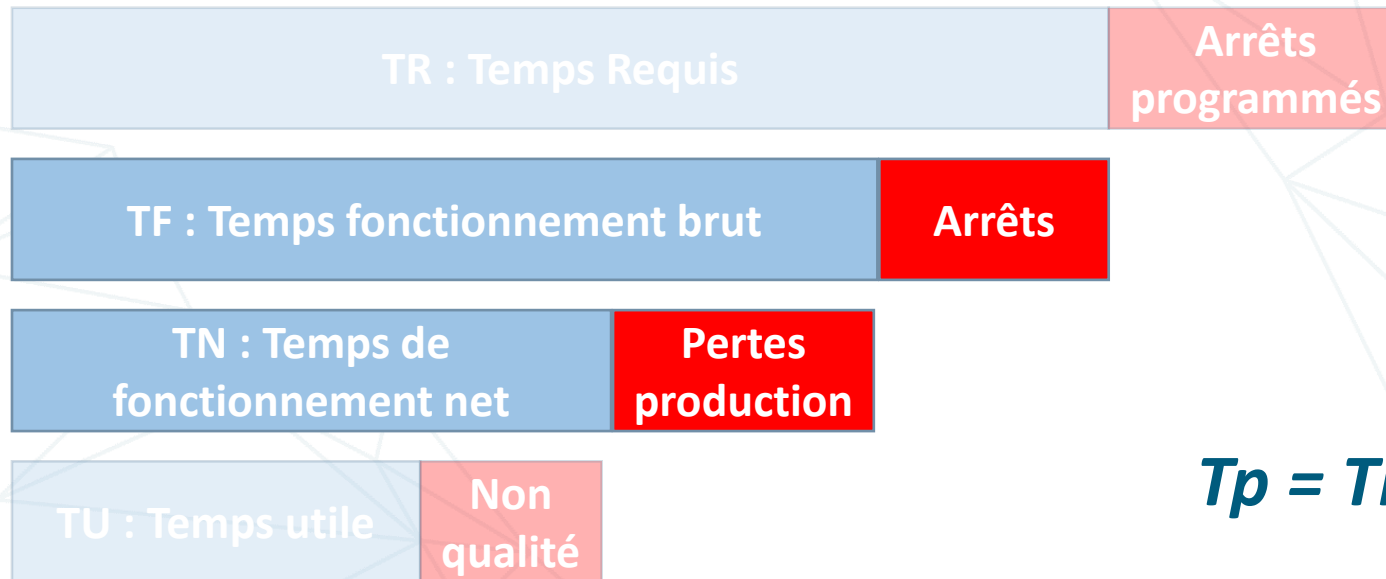 TR : Temps Requis
Arrêts
programmés
TF : Temps fonctionnement brut
Arrêts
TN : Temps de
fonctionnement net
Pertes
production
TU : Temps utile
Non
qualité
Tp =